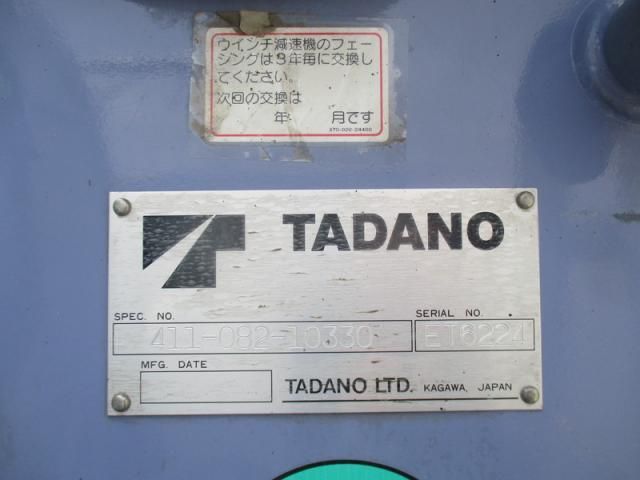 ウインチ減速機のフェー
シングは3年毎に交換し
てください。
次回の交換は
年 月です
TADANO
SPEC. NO.
SERIAL NO.
411-082-10330
ET6224
MFG. DATE
TADANO LTD. KAGAWA, JAPAN